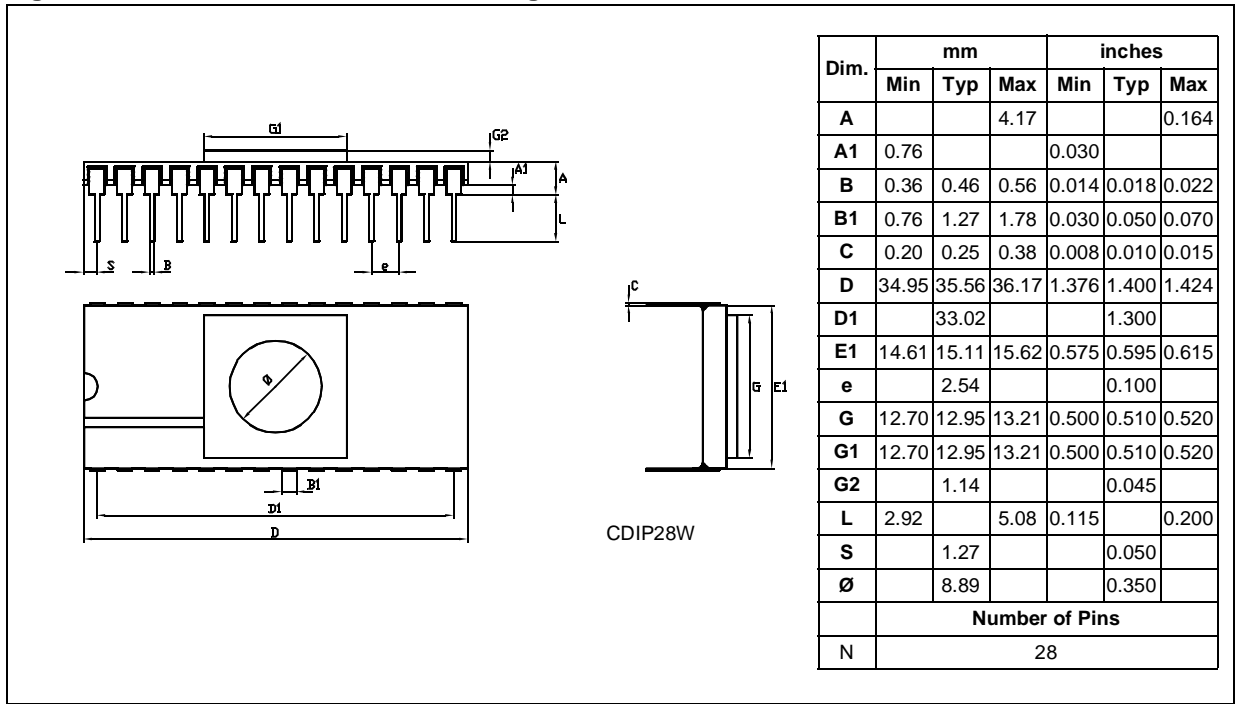 G1
G2
A1
A
L
S
B
e
C
Ø
G
E1
B1
D1
D
CDIP28W
Dim. mm inches
Min Typ Max Min Typ Max
A 4.17 0.164
A1 0.76 0.030
B 0.36 0.46 0.56 0.014 0.018 0.022
B1 0.76 1.27 1.78 0.030 0.050 0.070
C 0.20 0.25 0.38 0.008 0.010 0.015
D 34.95 35.56 36.17 1.376 1.400 1.424
D1 33.02 1.300
E1 14.61 15.11 15.62 0.575 0.595 0.615
e 2.54 0.100
G 12.70 12.95 13.21 0.500 0.510 0.520
G1 12.70 12.95 13.21 0.500 0.510 0.520
G2 1.14 0.045
L 2.92 5.08 0.115 0.200
S 1.27 0.050
Ø 8.89 0.350
Number of Pins
N 28